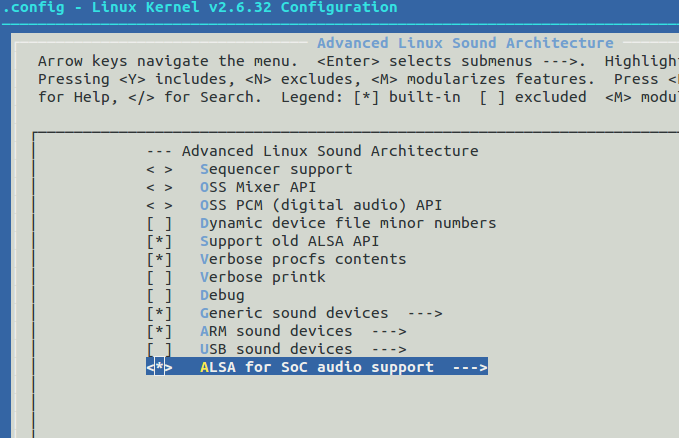 .config - Linux Kernel v2.6.32 Configuration
Advanced Linux Sound Architecture
Arrow keys navigate the menu. <Enter> selects submenus --->. Highligh
Pressing <Y> includes, <N> excludes, <M> modularizes features. Press <
for Help, </> for Search. Legend: [*] built-in [ ] excluded <M> modu
--- Advanced Linux Sound Architecture
< > Sequencer support
< > OSS Mixer API
< > OSS PCM (digital audio) API
[ ] Dynamic device file minor numbers
[*] Support old ALSA API
[*] Verbose procfs contents
[ ] Verbose printk
[ ] Debug
[*] Generic sound devices --->
[*] ARM sound devices --->
[ ] USB sound devices --->
<*> ALSA for SoC audio support --->